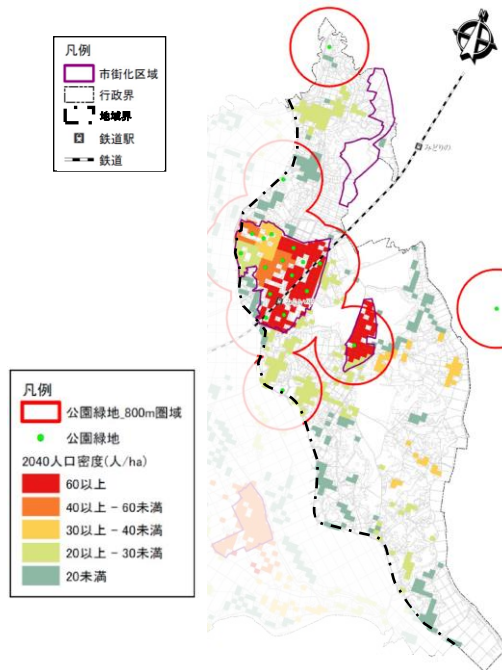 凡例
市街化区域
行政界
地域界
鉄道駅
鉄道
みどりの
凡例
公園緑地_800m圏域
公園緑地
2040人口密度(人/ha)
60以上
40以上 - 60未満
30以上 - 40未満
20以上 - 30未満
20未満